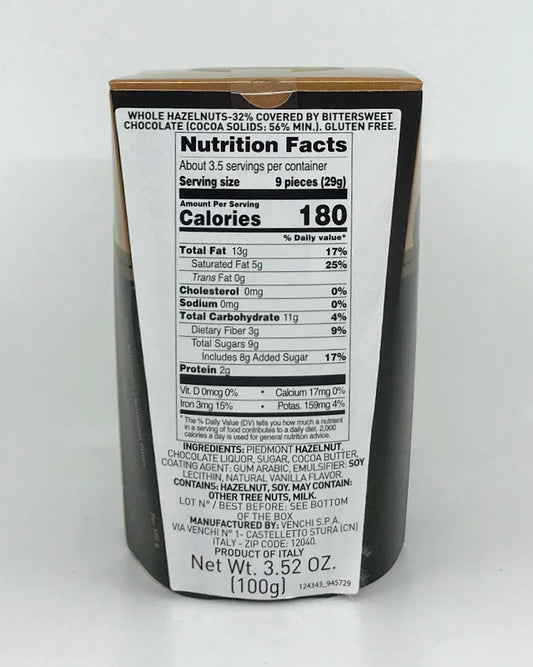 WHOLE HAZELNUTS-32% COVERED BY BITTERSWEET
CHOCOLATE (COCOA SOLIDS: 56% MIN.). GLUTEN FREE.
Nutrition Facts
About 3.5 servings per container
Serving size 9 pieces (29g)
Amount Per Serving
Calories 180
% Daily value*
Total Fat 13g 17%
Saturated Fat 5g 25%
Trans Fat 0g
Cholesterol 0mg 0%
Sodium 0mg 0%
Total Carbohydrate 11g 4%
Dietary Fiber 3g 9%
Total Sugars 9g
Includes 8g Added Sugar 17%
Protein 2g
Vit. D 0mcg 0% • Calcium 17mg 0%
Iron 3mg 15% • Potas. 159mg 4%
* The % Daily Value (DV) tells you how much a nutrient
in a serving of food contributes to a daily diet. 2,000
calories a day is used for general nutrition advice.
INGREDIENTS: PIEDMONT HAZELNUT,
CHOCOLATE LIQUOR, SUGAR, COCOA BUTTER,
COATING AGENT: GUM ARABIC, EMULSIFIER: SOY
LECITHIN, NATURAL VANILLA FLAVOR.
CONTAINS: HAZELNUT, SOY. MAY CONTAIN:
OTHER TREE NUTS, MILK.
LOT N° / BEST BEFORE: SEE BOTTOM
OF THE BOX
MANUFACTURED BY: VENCHI S.P.A.
VIA VENCHI N° 1- CASTELLETTO STURA (CN)
ITALY - ZIP CODE: 12040.
PRODUCT OF ITALY
Net Wt. 3.52 OZ.
(100g) 124343_945729